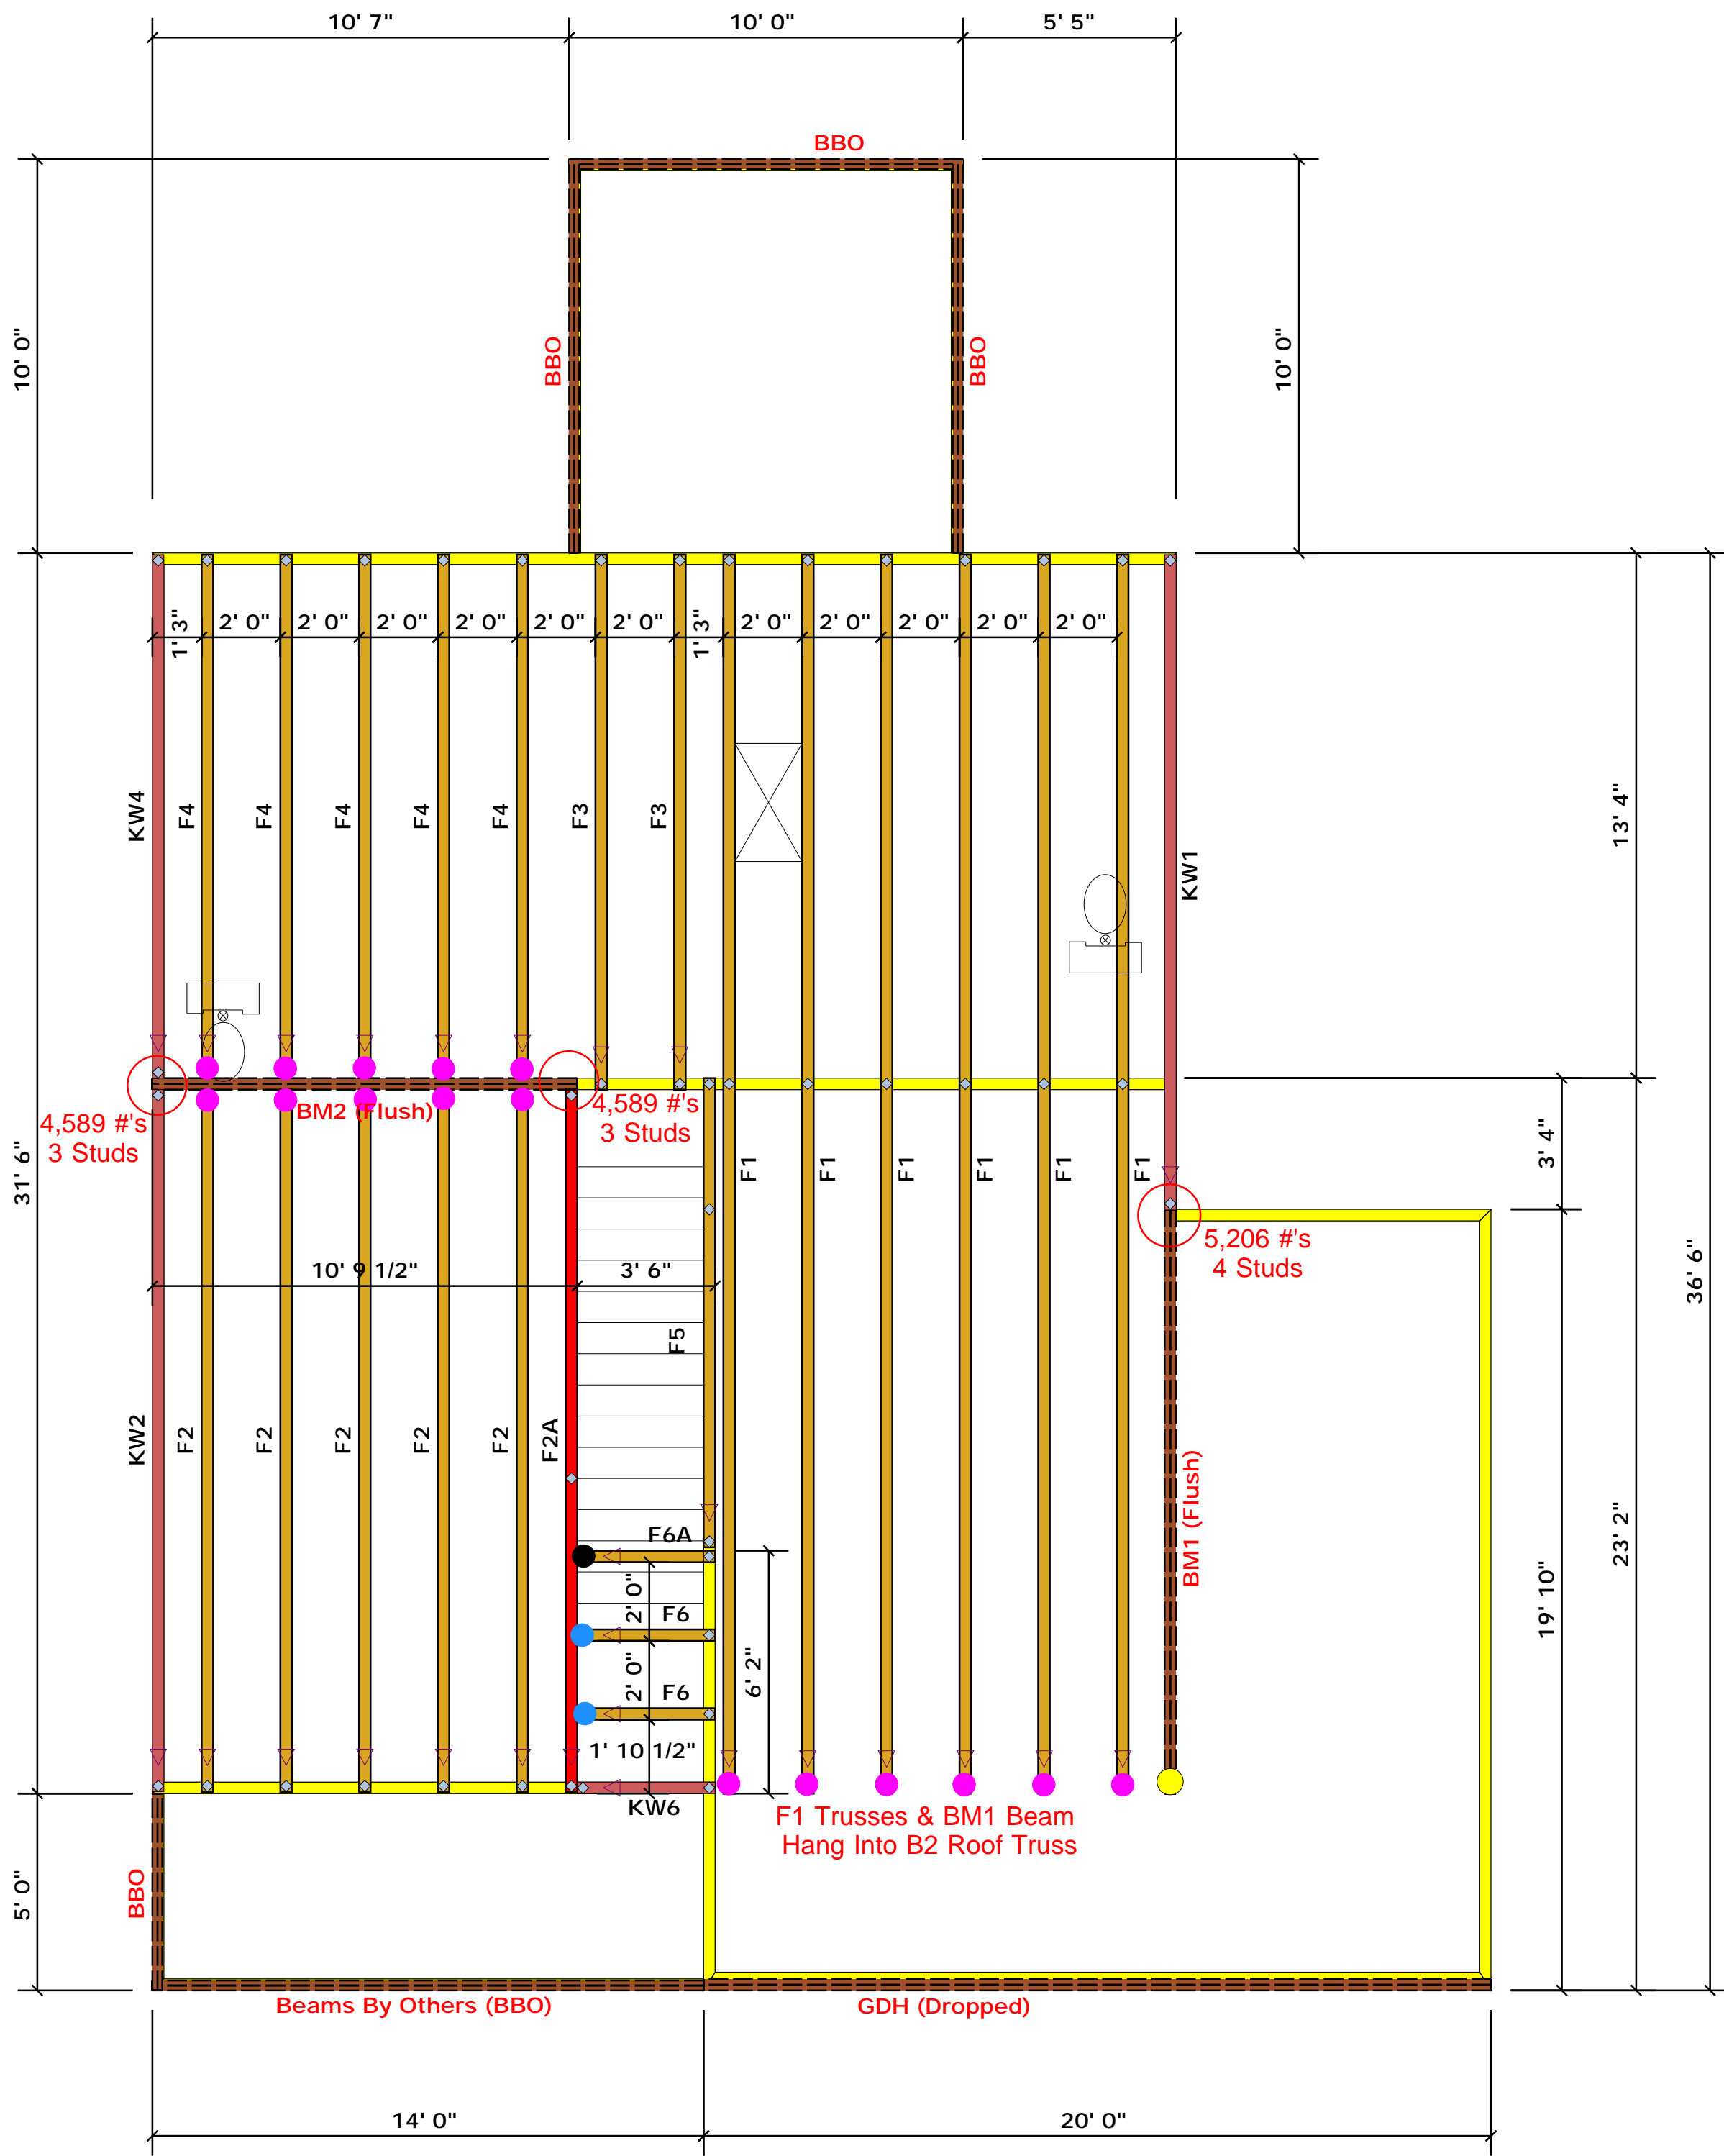 10' 7"
10' 0"
5' 5"
BBO
BBO
BBO
10' 0"
10' 0"
1' 3"
2' 0"
2' 0"
2' 0"
2' 0"
2' 0"
2' 0"
1' 3"
2' 0"
2' 0"
2' 0"
2' 0"
2' 0"
KW4
F4
F4
F4
F4
F4
F3
F3
KW1
13' 4"
4,589 #'s
3 Studs
BM2 (Flush)
4,589 #'s
3 Studs
31' 6"
F1
F1
F1
F1
F1
F1
3' 4"
5,206 #'s
4 Studs
36' 6"
10' 9 1/2"
3' 6"
F5
KW2
F2
F2
F2
F2
F2
F2A
BM1 (Flush)
F6A
2' 0"
F6
2' 0"
F6
6' 2"
1' 10 1/2"
KW6
19' 10"
23' 2"
F1 Trusses & BM1 Beam
Hang Into B2 Roof Truss
5' 0"
BBO
Beams By Others (BBO)
GDH (Dropped)
14' 0"
20' 0"